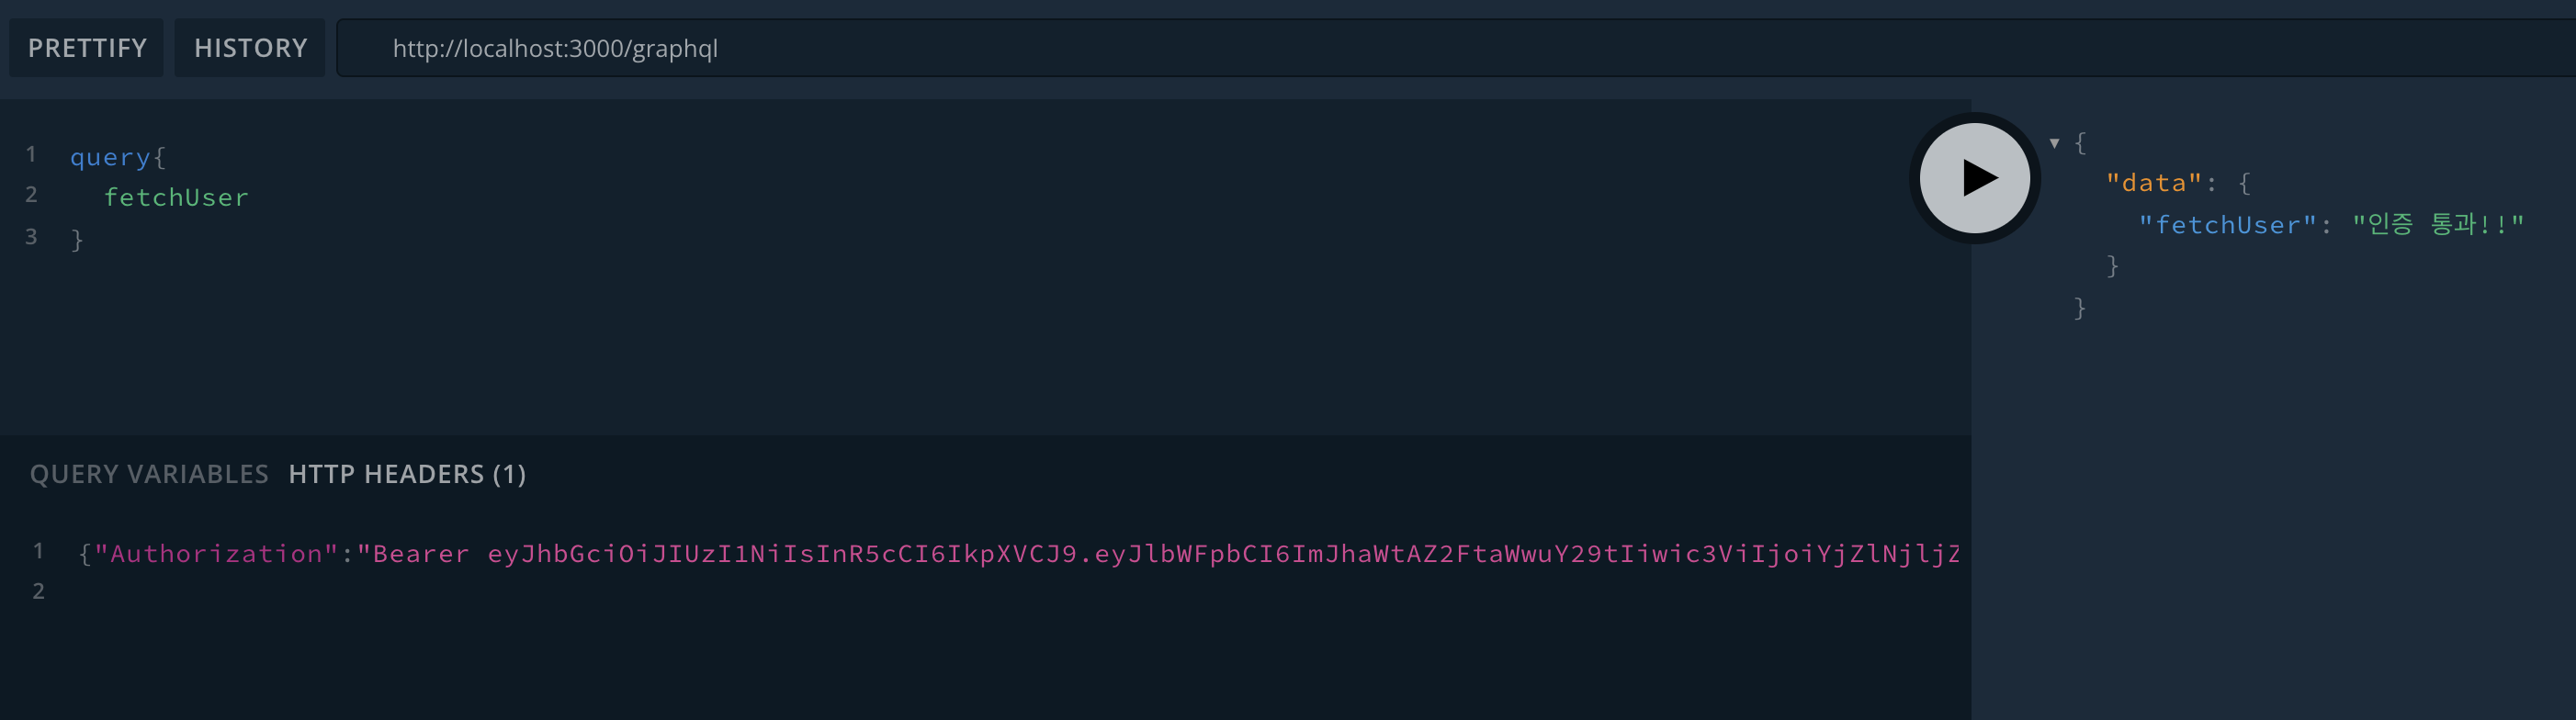 PRETTIFY HISTORY http://localhost:3000/graphql
1 query{
2 fetchUser
3 }
{
"data": {
"fetchUser": "인증 통과!!"
}
}
QUERY VARIABLES HTTP HEADERS (1)
1 {"Authorization":"Bearer eyJhbGciOiJIUzI1NiIsInR5cCI6IkpXVCJ9.eyJlbWFpbCI6ImJhaWtAZ2FtaWwuY29tIiwic3ViIjoiYjZlNjljZ
2